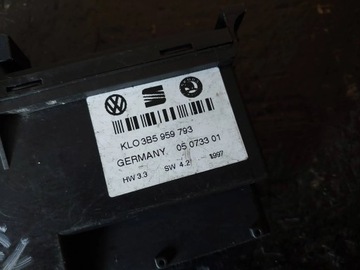 KLO 3B5 959 793
GERMANY 05 0733 01
HW 3.3 SW 4.2 1997